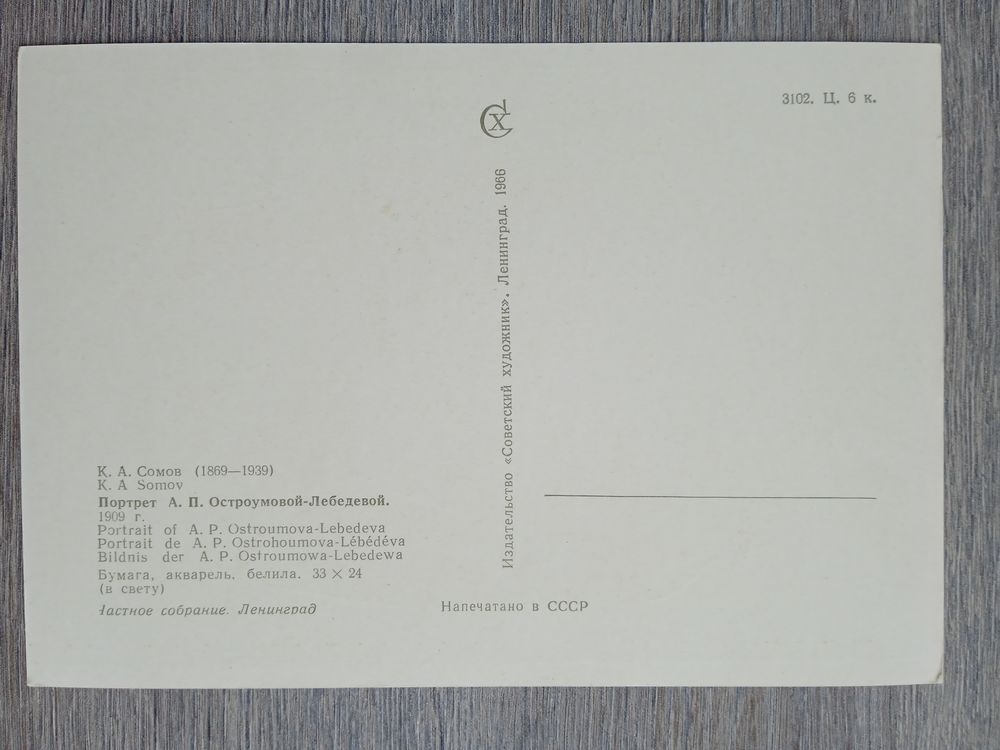 3102. Ц. 6 к.
СХ
Издательство «Советский художник». Ленинград. 1966
К. А. Сомов (1869—1939)
K. A Somov
Портрет А. П. Остроумовой-Лебедевой.
1909 г.
Portrait of A. P. Ostroumova-Lebedeva
Portrait de A. P. Ostrohoumova-Lébédéva
Bildnis der A. P. Ostroumowa-Lebedewa
Бумага, акварель, белила. 33 × 24
(в свету)
Частное собрание. Ленинград
Напечатано в СССР